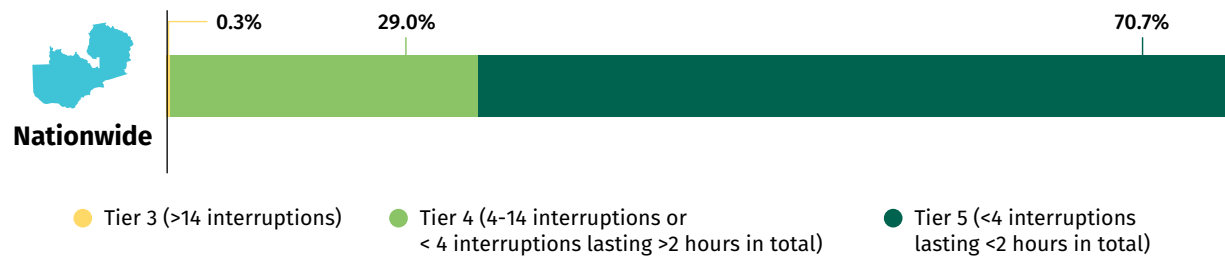 0.3%
29.0%
70.7%
Nationwide
Tier 3 (>14 interruptions)
Tier 4 (4-14 interruptions or
< 4 interruptions lasting >2 hours in total)
Tier 5 (<4 interruptions
lasting <2 hours in total)